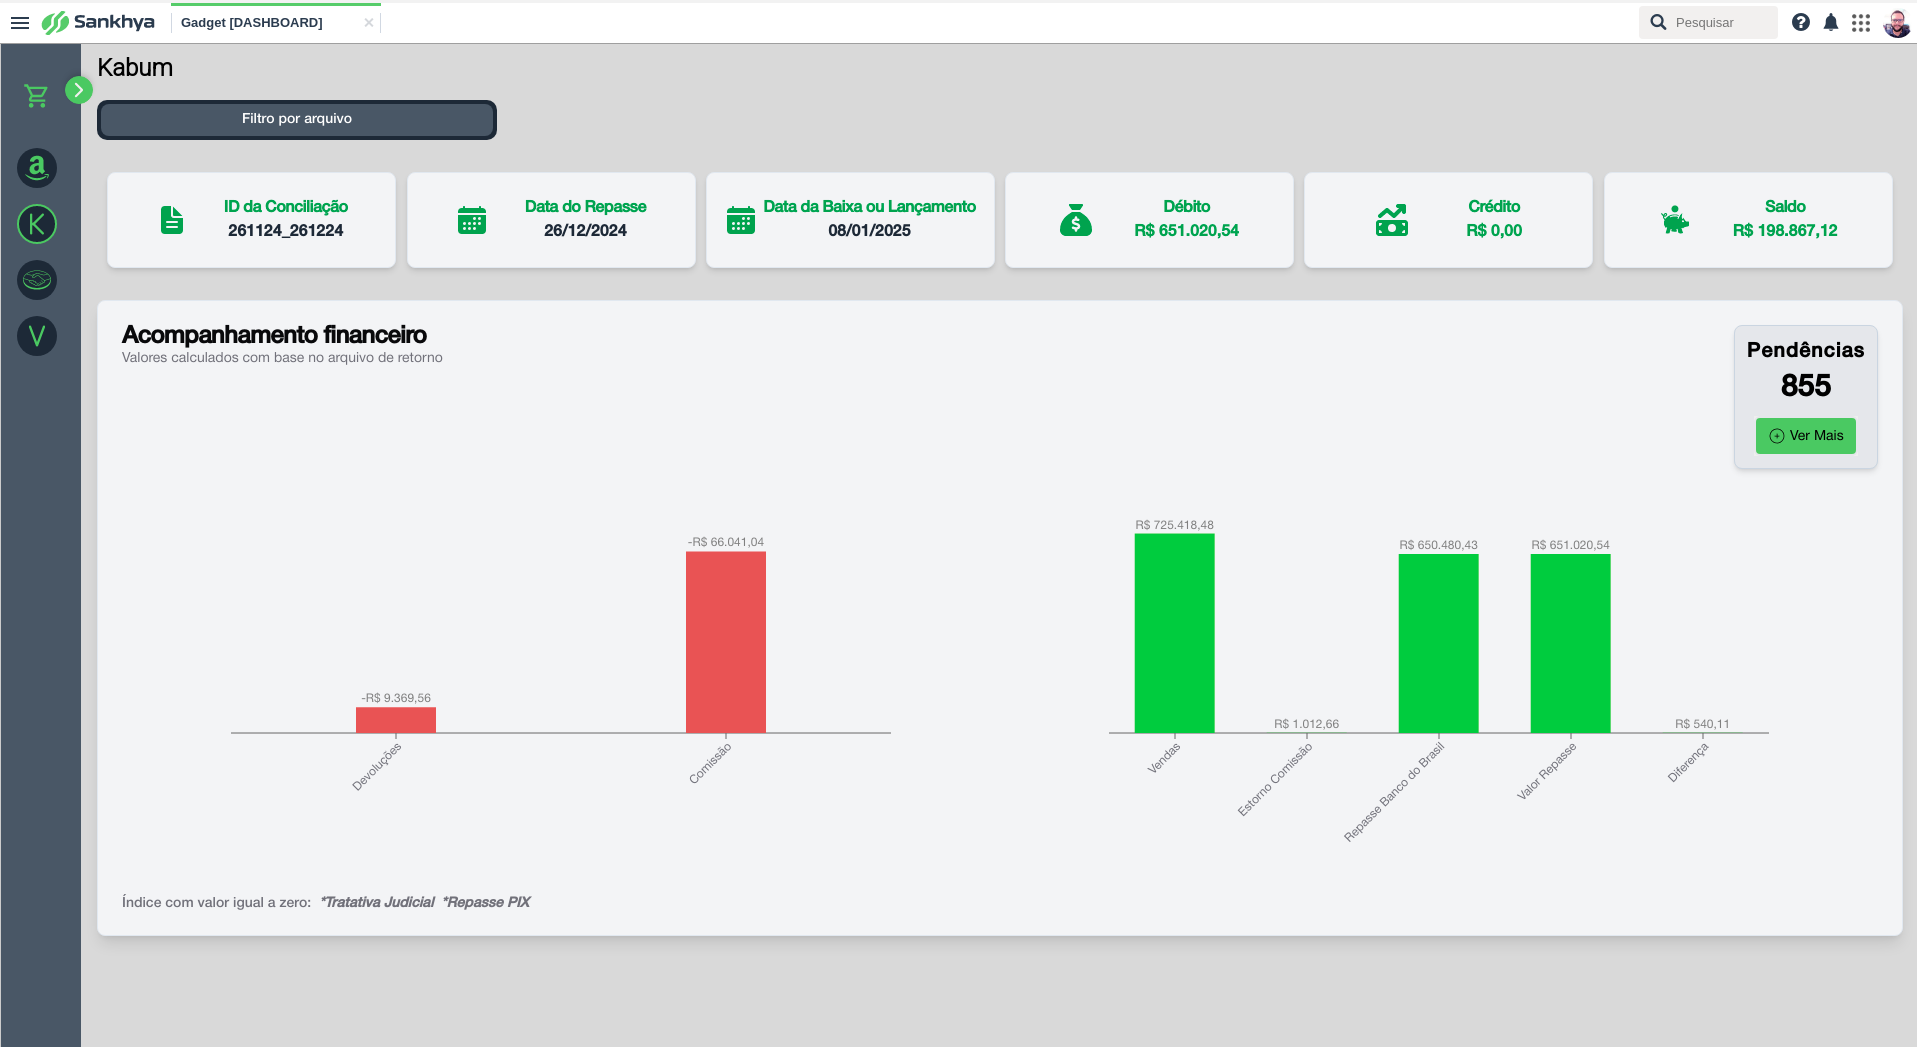 Sankhya
Gadget [DASHBOARD]
Pesquisar
Kabum
Filtro por arquivo
ID da Conciliação
261124_261224
Data do Repasse
26/12/2024
Data da Baixa ou Lançamento
08/01/2025
Débito
R$ 651.020,54
Crédito
R$ 0,00
Saldo
R$ 198.867,12
a
K
V
Acompanhamento financeiro
Valores calculados com base no arquivo de retorno
Pendências
855
Ver Mais
-R$ 9.369,56
-R$ 66.041,04
Devoluções
Comissão
R$ 725.418,48
R$ 1.012,66
R$ 650.480,43
R$ 651.020,54
R$ 540,11
Vendas
Estorno Comissão
Repasse Banco do Brasil
Valor Repasse
Diferença
Índice com valor igual a zero: *Tratativa Judicial *Repasse PIX